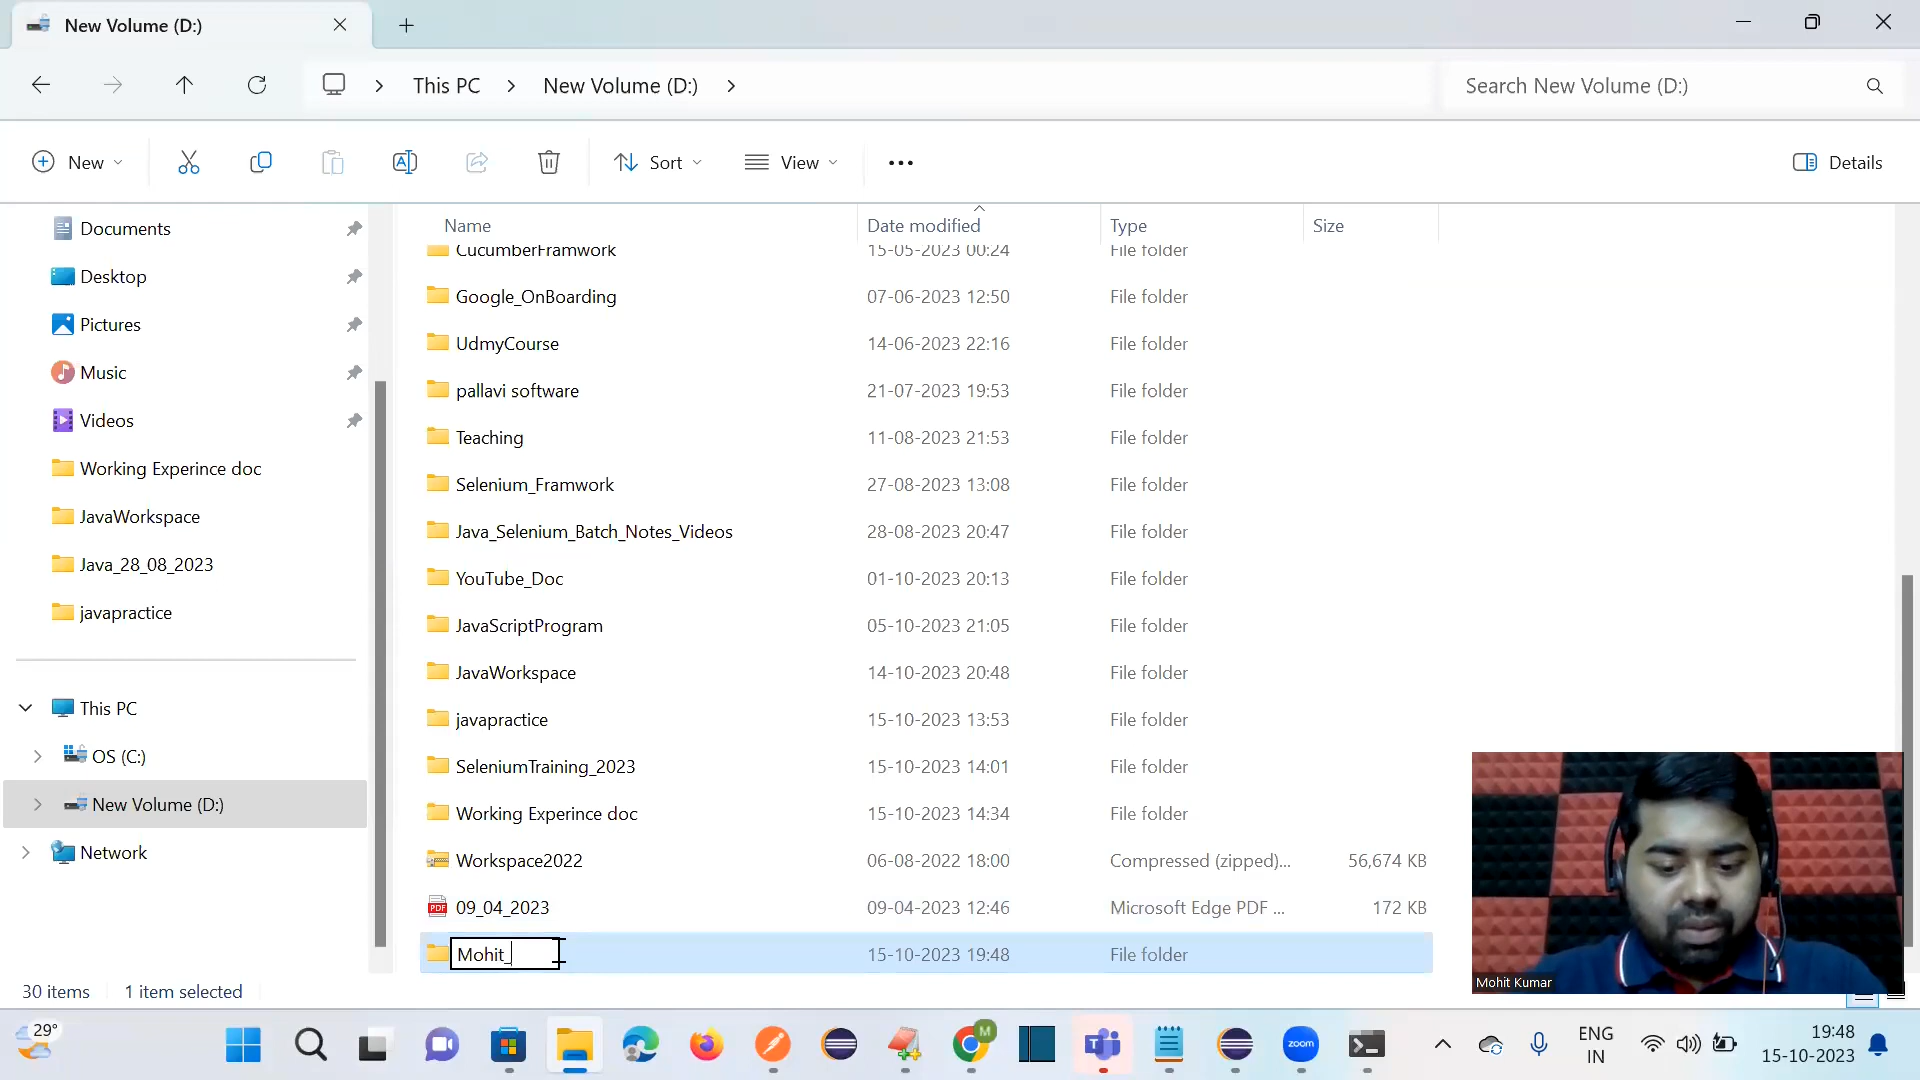 New Volume (D:)
This PC > New Volume (D:) >
Search New Volume (D:)
New
Sort
View
Details
Documents
Desktop
Pictures
Music
Videos
Working Experince doc
JavaWorkspace
Java_28_08_2023
javapractice
This PC
OS (C:)
New Volume (D:)
Network
Name Date modified Type Size
CucumberFramwork 15-05-2023 00:24 File folder
Google_OnBoarding 07-06-2023 12:50 File folder
UdmyCourse 14-06-2023 22:16 File folder
pallavi software 21-07-2023 19:53 File folder
Teaching 11-08-2023 21:53 File folder
Selenium_Framwork 27-08-2023 13:08 File folder
Java_Selenium_Batch_Notes_Videos 28-08-2023 20:47 File folder
YouTube_Doc 01-10-2023 20:13 File folder
JavaScriptProgram 05-10-2023 21:05 File folder
JavaWorkspace 14-10-2023 20:48 File folder
javapractice 15-10-2023 13:53 File folder
SeleniumTraining_2023 15-10-2023 14:01 File folder
Working Experince doc 15-10-2023 14:34 File folder
Workspace2022 06-08-2022 18:00 Compressed (zipped)... 56,674 KB
PDF 09_04_2023 09-04-2023 12:46 Microsoft Edge PDF ... 172 KB
Mohit_ 15-10-2023 19:48 File folder
Mohit Kumar
30 items 1 item selected
29°
M
T
zoom
ENG
IN
19:48
15-10-2023